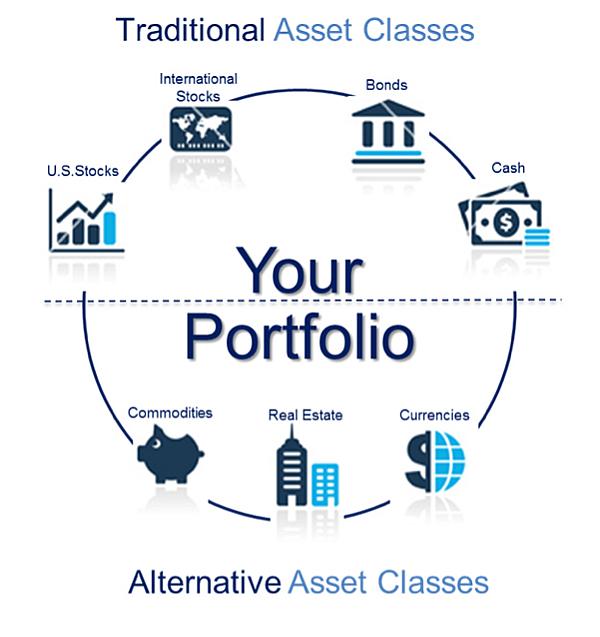 Traditional Asset Classes
International
Stocks
Bonds
U.S.Stocks
Cash
$
Your
Portfolio
Commodities
Real Estate
Currencies
$
Alternative Asset Classes